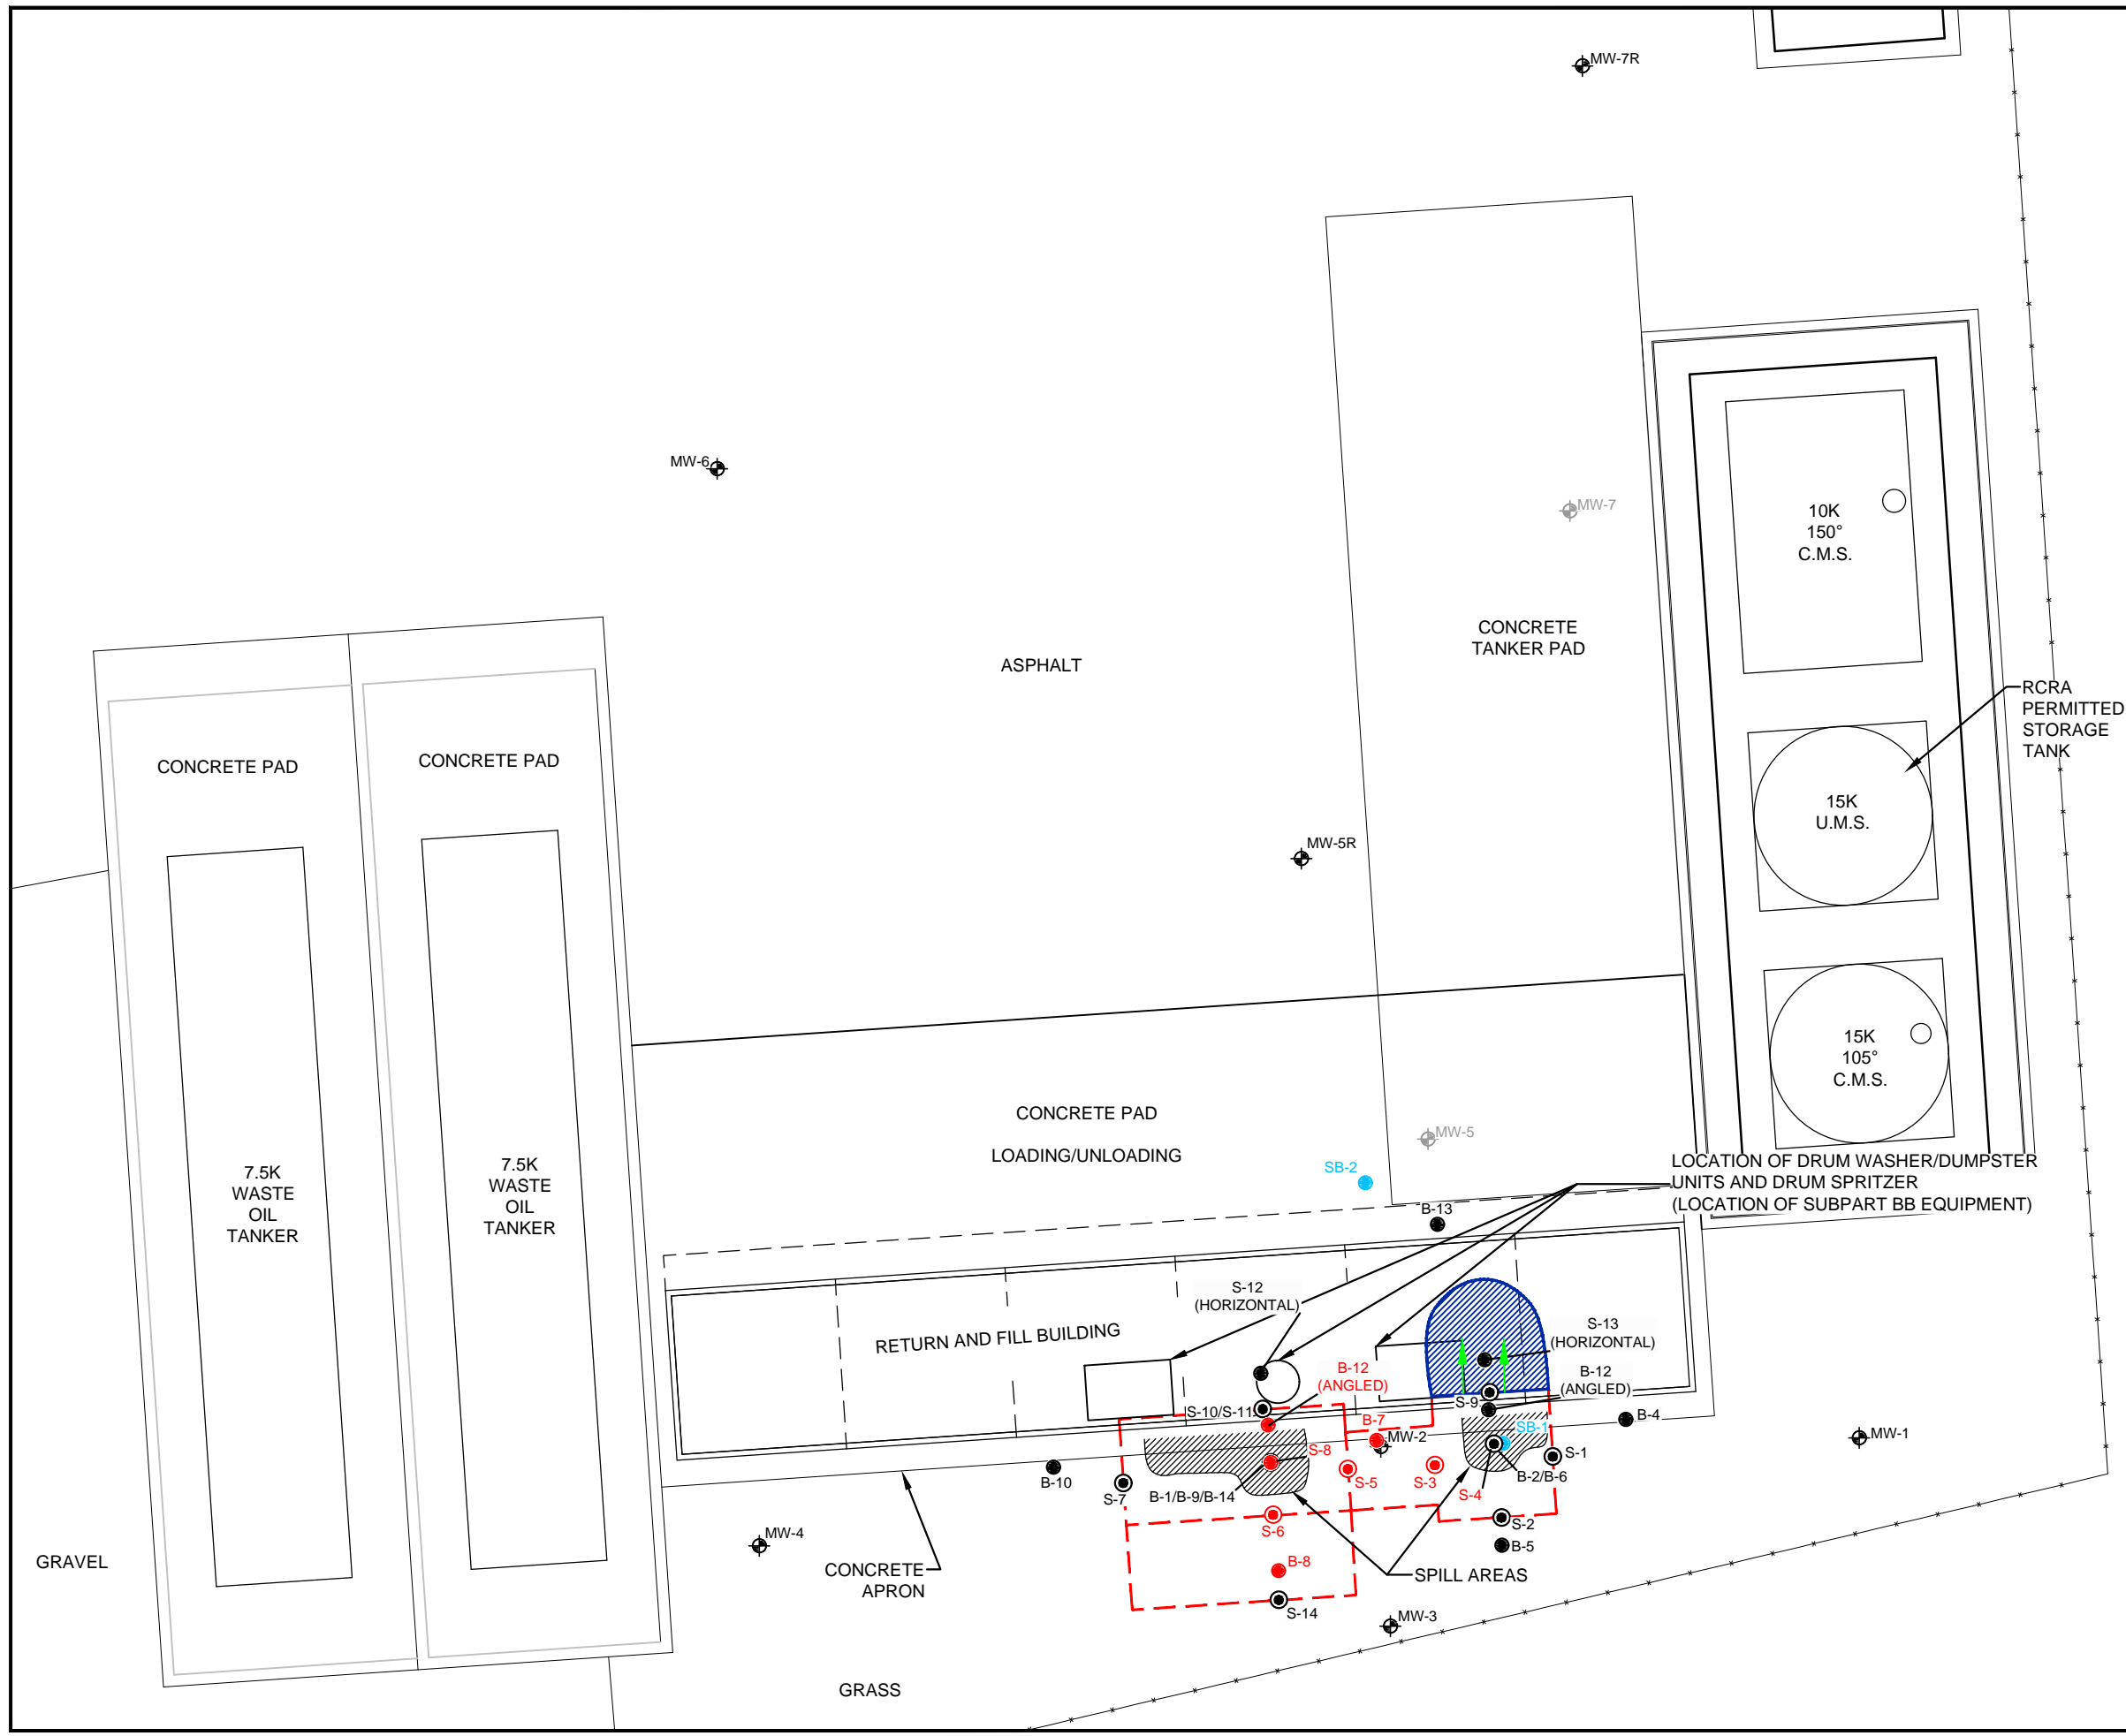 MW-7R
MW-6
MW-7
10K
150°
C.M.S.
CONCRETE
TANKER PAD
ASPHALT
RCRA
PERMITTED
STORAGE
TANK
CONCRETE PAD
CONCRETE PAD
15K
U.M.S.
MW-5R
15K
105°
C.M.S.
CONCRETE PAD
LOADING/UNLOADING
MW-5
SB-2
7.5K
WASTE
OIL
TANKER
7.5K
WASTE
OIL
TANKER
LOCATION OF DRUM WASHER/DUMPSTER
UNITS AND DRUM SPRITZER
(LOCATION OF SUBPART BB EQUIPMENT)
B-13
S-12
(HORIZONTAL)
RETURN AND FILL BUILDING
S-13
(HORIZONTAL)
B-12
(ANGLED)
B-12
(ANGLED)
S-9
S-10/S-11
B-7
B-4
MW-2
SB-1
MW-1
S-8
S-1
B-10
S-7
B-1/B-9/B-14
S-5
S-3
S-4
B-2/B-6
S-6
S-2
MW-4
B-5
GRAVEL
CONCRETE
APRON
B-8
SPILL AREAS
S-14
MW-3
GRASS